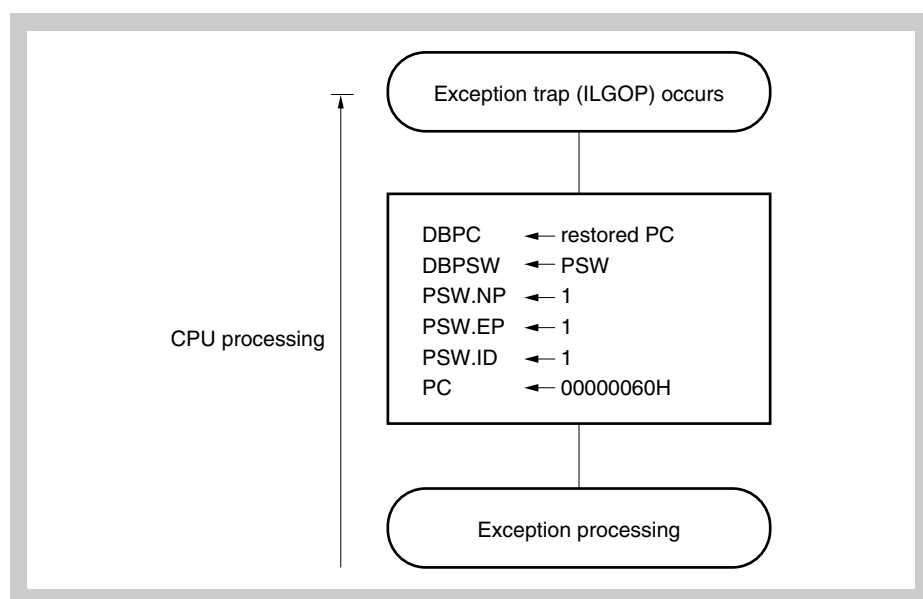 Exception trap (ILGOP) occurs
DBPC ← restored PC
DBPSW ← PSW
PSW.NP ← 1
PSW.EP ← 1
PSW.ID ← 1
PC ← 00000060H
CPU processing
Exception processing